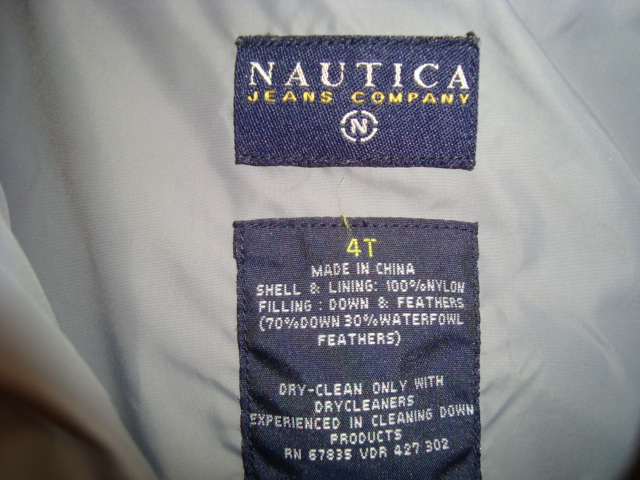 NAUTICA
JEANS COMPANY
N
4T
MADE IN CHINA
SHELL & LINING: 100%NYLON
FILLING : DOWN & FEATHERS
(70%DOWN 30%WATERFOWL
FEATHERS)
DRY-CLEAN ONLY WITH
DRYCLEANERS
EXPERIENCED IN CLEANING DOWN
PRODUCTS
RN 67835 VDR 427 302